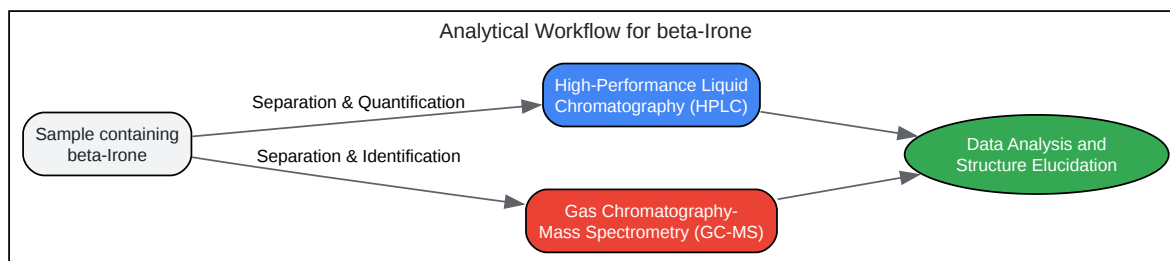 Analytical Workflow for beta-Irone
Sample containing
beta-Irone
Separation & Quantification
Separation & Identification
High-Performance Liquid
Chromatography (HPLC)
Gas Chromatography-
Mass Spectrometry (GC-MS)
Data Analysis and
Structure Elucidation